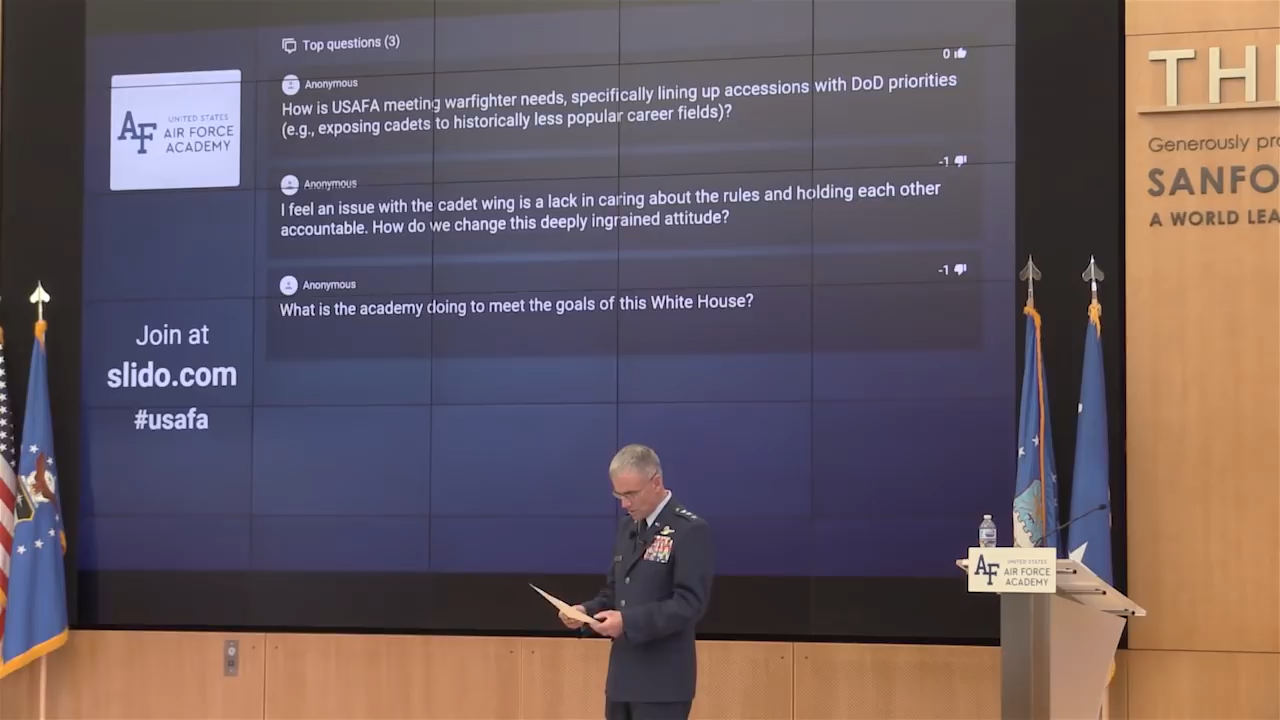 Top questions (3)
0
Anonymous
How is USAFA meeting warfighter needs, specifically lining up accessions with DoD priorities
(e.g., exposing cadets to historically less popular career fields)?
-1
Anonymous
I feel an issue with the cadet wing is a lack in caring about the rules and holding each other
accountable. How do we change this deeply ingrained attitude?
-1
Anonymous
What is the academy doing to meet the goals of this White House?
AF
UNITED STATES
AIR FORCE
ACADEMY
Join at
slido.com
#usafa
TH
Generously
SANFO
A WORLD
AF
UNITED STATES
AIR FORCE
ACADEMY